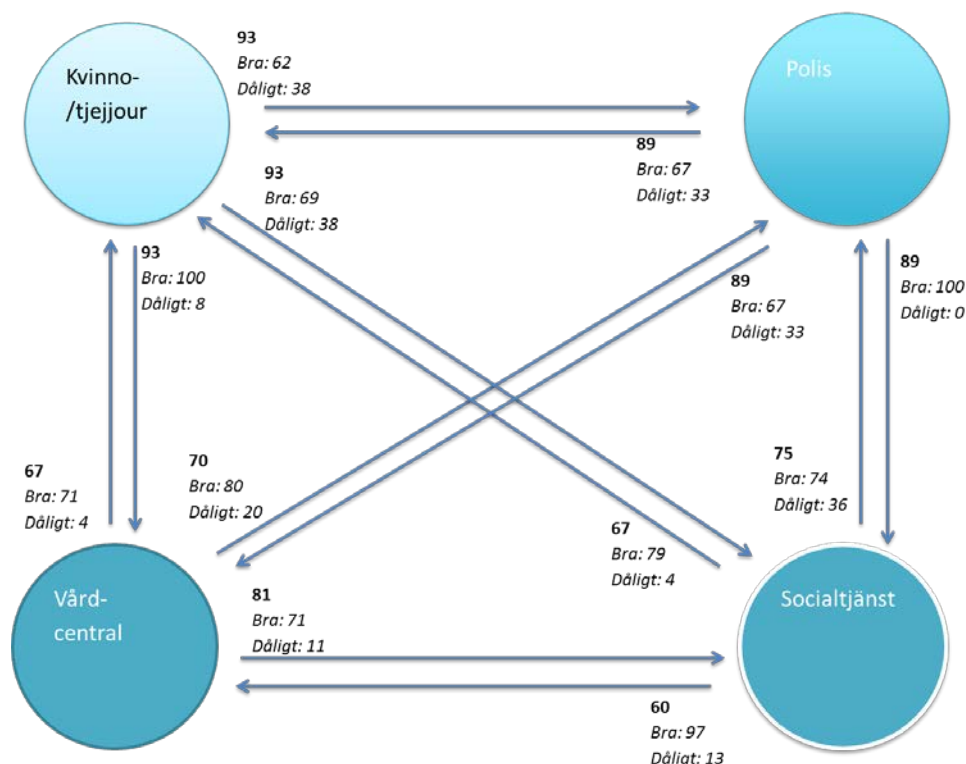 93
Bra: 62
Dåligt: 38
Kvinno-
/tjejjour
Polis
89
Bra: 67
Dåligt: 33
93
Bra: 69
Dåligt: 38
93
Bra: 100
Dåligt: 8
89
Bra: 67
Dåligt: 33
89
Bra: 100
Dåligt: 0
67
Bra: 71
Dåligt: 4
70
Bra: 80
Dåligt: 20
75
Bra: 74
Dåligt: 36
67
Bra: 79
Dåligt: 4
Vård-
central
81
Bra: 71
Dåligt: 11
Socialtjänst
60
Bra: 97
Dåligt: 13